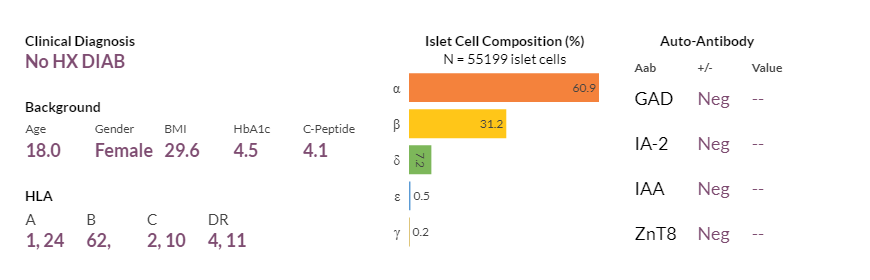 Clinical Diagnosis
No HX DIAB
Background
Age Gender BMI HbA1c C-Peptide
18.0 Female 29.6 4.5 4.1
HLA
A B C DR
1, 24 62, 2, 10 4, 11
Islet Cell Composition (%)
N = 55199 islet cells
α 60.9
β 31.2
δ 7.2
ε 0.5
γ 0.2
Auto-Antibody
Aab +/- Value
GAD Neg --
IA-2 Neg --
IAA Neg --
ZnT8 Neg --